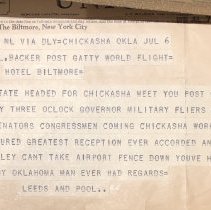 The Biltmore, New York City
NL VIA DLY= CHICKASHA OKLA JUL 6
BACKER POST GATTY WORLD FLIGHT=
HOTEL BILTMORE=
STATE HEADED FOR CHICKASHA MEET YOU POST
Y THREE OCLOCK GOVERNOR MILITARY FLIERS
ENATORS CONGRESSMEN COMING CHICKASHA WOR
URED GREATEST RECEPTION EVER ACCORDED AN
LEY CANT TAKE AIRPORT FENCE DOWN YOUVE H
BY OKLAHOMA MAN EVER HAD REGARDS=
LEEDS AND POOL..